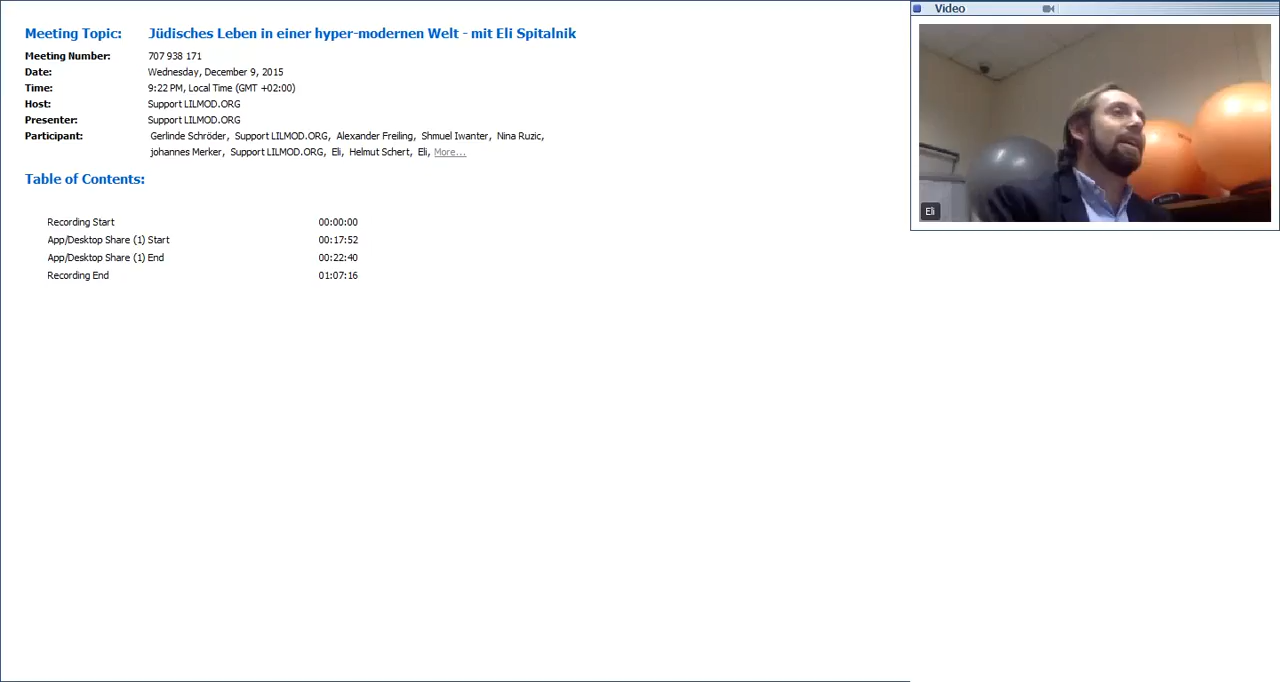 Video
Meeting Topic: Jüdisches Leben in einer hyper-modernen Welt - mit Eli Spitalnik
Meeting Number: 707 938 171
Date: Wednesday, December 9, 2015
Time: 9:22 PM, Local Time (GMT +02:00)
Host: Support LILMOD.ORG
Presenter: Support LILMOD.ORG
Participant: Gerlinde Schröder, Support LILMOD.ORG, Alexander Freiling, Shmuel Iwanter, Nina Ruzic,
johannes Merker, Support LILMOD.ORG, Eli, Helmut Schert, Eli, More...
Table of Contents:
Recording Start 00:00:00
App/Desktop Share (1) Start 00:17:52
App/Desktop Share (1) End 00:22:40
Recording End 01:07:16
Eli